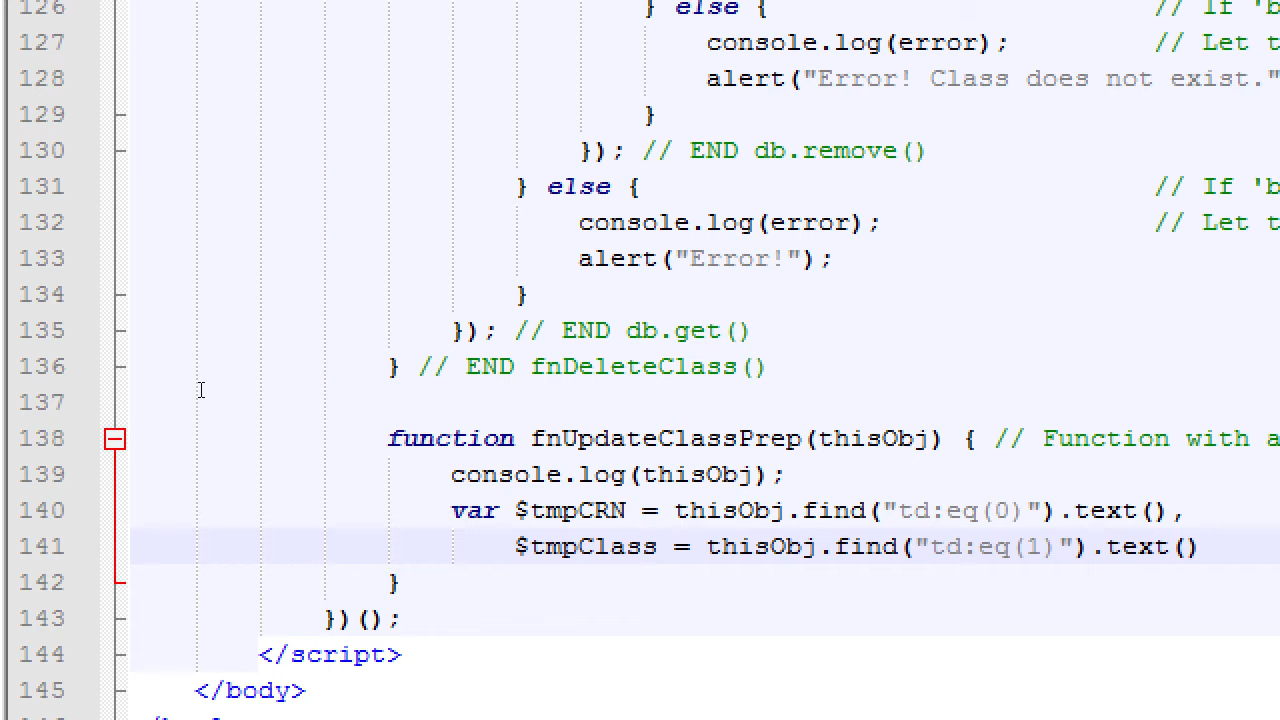 126 } else { // If 'b
127 console.log(error); // Let t
128 alert("Error! Class does not exist."
129 }
130 }); // END db.remove()
131 } else { // If 'b
132 console.log(error); // Let t
133 alert("Error!");
134 }
135 }); // END db.get()
136 } // END fnDeleteClass()
137
138 function fnUpdateClassPrep(thisObj) { // Function with a
139 console.log(thisObj);
140 var $tmpCRN = thisObj.find("td:eq(0)").text(),
141 $tmpClass = thisObj.find("td:eq(1)").text()
142 }
143 })();
144 </script>
145 </body>